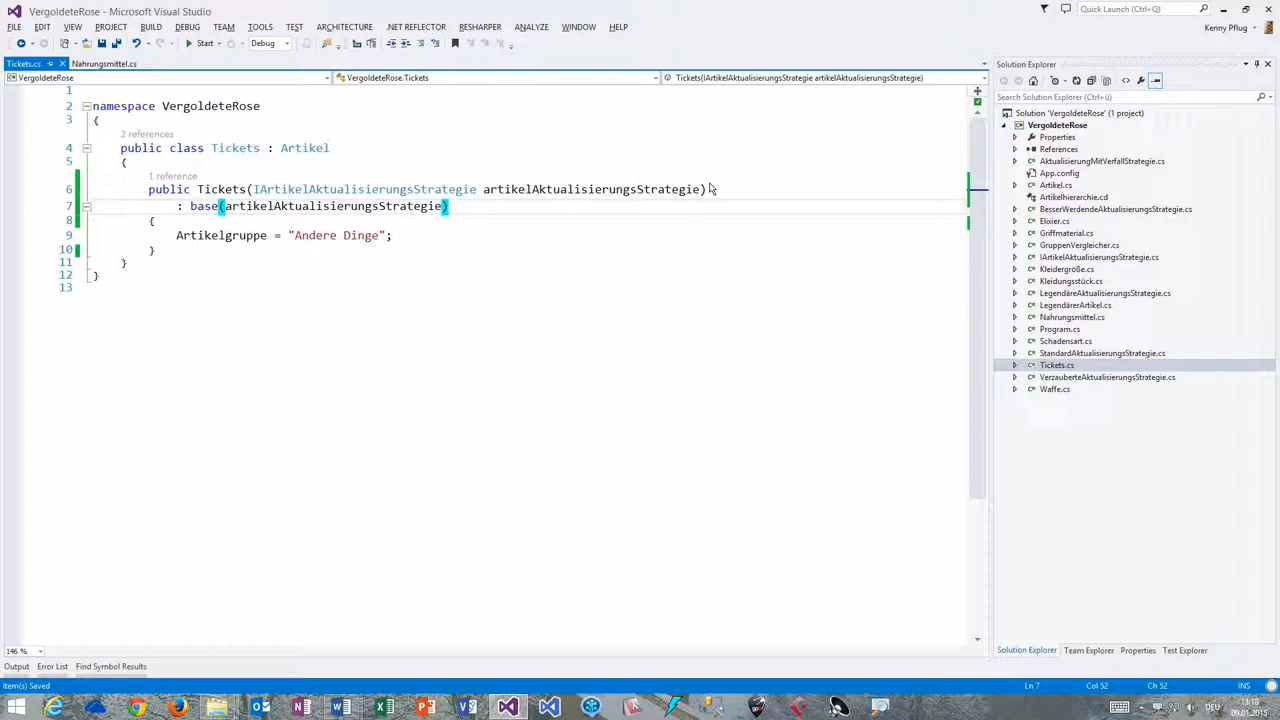 VergoldeteRose - Microsoft Visual Studio
Quick Launch (Ctrl+Q)
FILE EDIT VIEW PROJECT BUILD DEBUG TEAM TOOLS TEST ARCHITECTURE .NET REFLECTOR RESHARPER ANALYZE WINDOW HELP
Kenny Pflug
Start Debug
Tickets.cs Nahrungsmittel.cs
VergoldeteRose VergoldeteRose.Tickets Tickets(IArtikelAktualisierungsStrategie artikelAktualisierungsStrategie)
1
2 namespace VergoldeteRose
3 {
2 references
4 public class Tickets : Artikel
5 {
1 reference
6 public Tickets(IArtikelAktualisierungsStrategie artikelAktualisierungsStrategie)
7 : base(artikelAktualisierungsStrategie)
8 {
9 Artikelgruppe = "Andere Dinge";
10 }
11 }
12 }
13
Solution Explorer
Search Solution Explorer (Ctrl+ü)
Solution 'VergoldeteRose' (1 project)
VergoldeteRose
Properties
References
AktualisierungMitVerfallStrategie.cs
App.config
Artikel.cs
Artikelhierarchie.cd
BesserWerdendeAktualisierungsStrategie.cs
Elixier.cs
Griffmaterial.cs
GruppenVergleicher.cs
IArtikelAktualisierungsStrategie.cs
Kleidergröße.cs
Kleidungsstück.cs
LegendäreAktualisierungsStrategie.cs
LegendärerArtikel.cs
Nahrungsmittel.cs
Program.cs
Schadensart.cs
StandardAktualisierungsStrategie.cs
Tickets.cs
VerzauberteAktualisierungsStrategie.cs
Waffe.cs
146 %
Solution Explorer Team Explorer Properties Test Explorer
Output Error List Find Symbol Results
Item(s) Saved Ln 7 Col 52 Ch 52 INS
DEU
13:18
09.01.2015